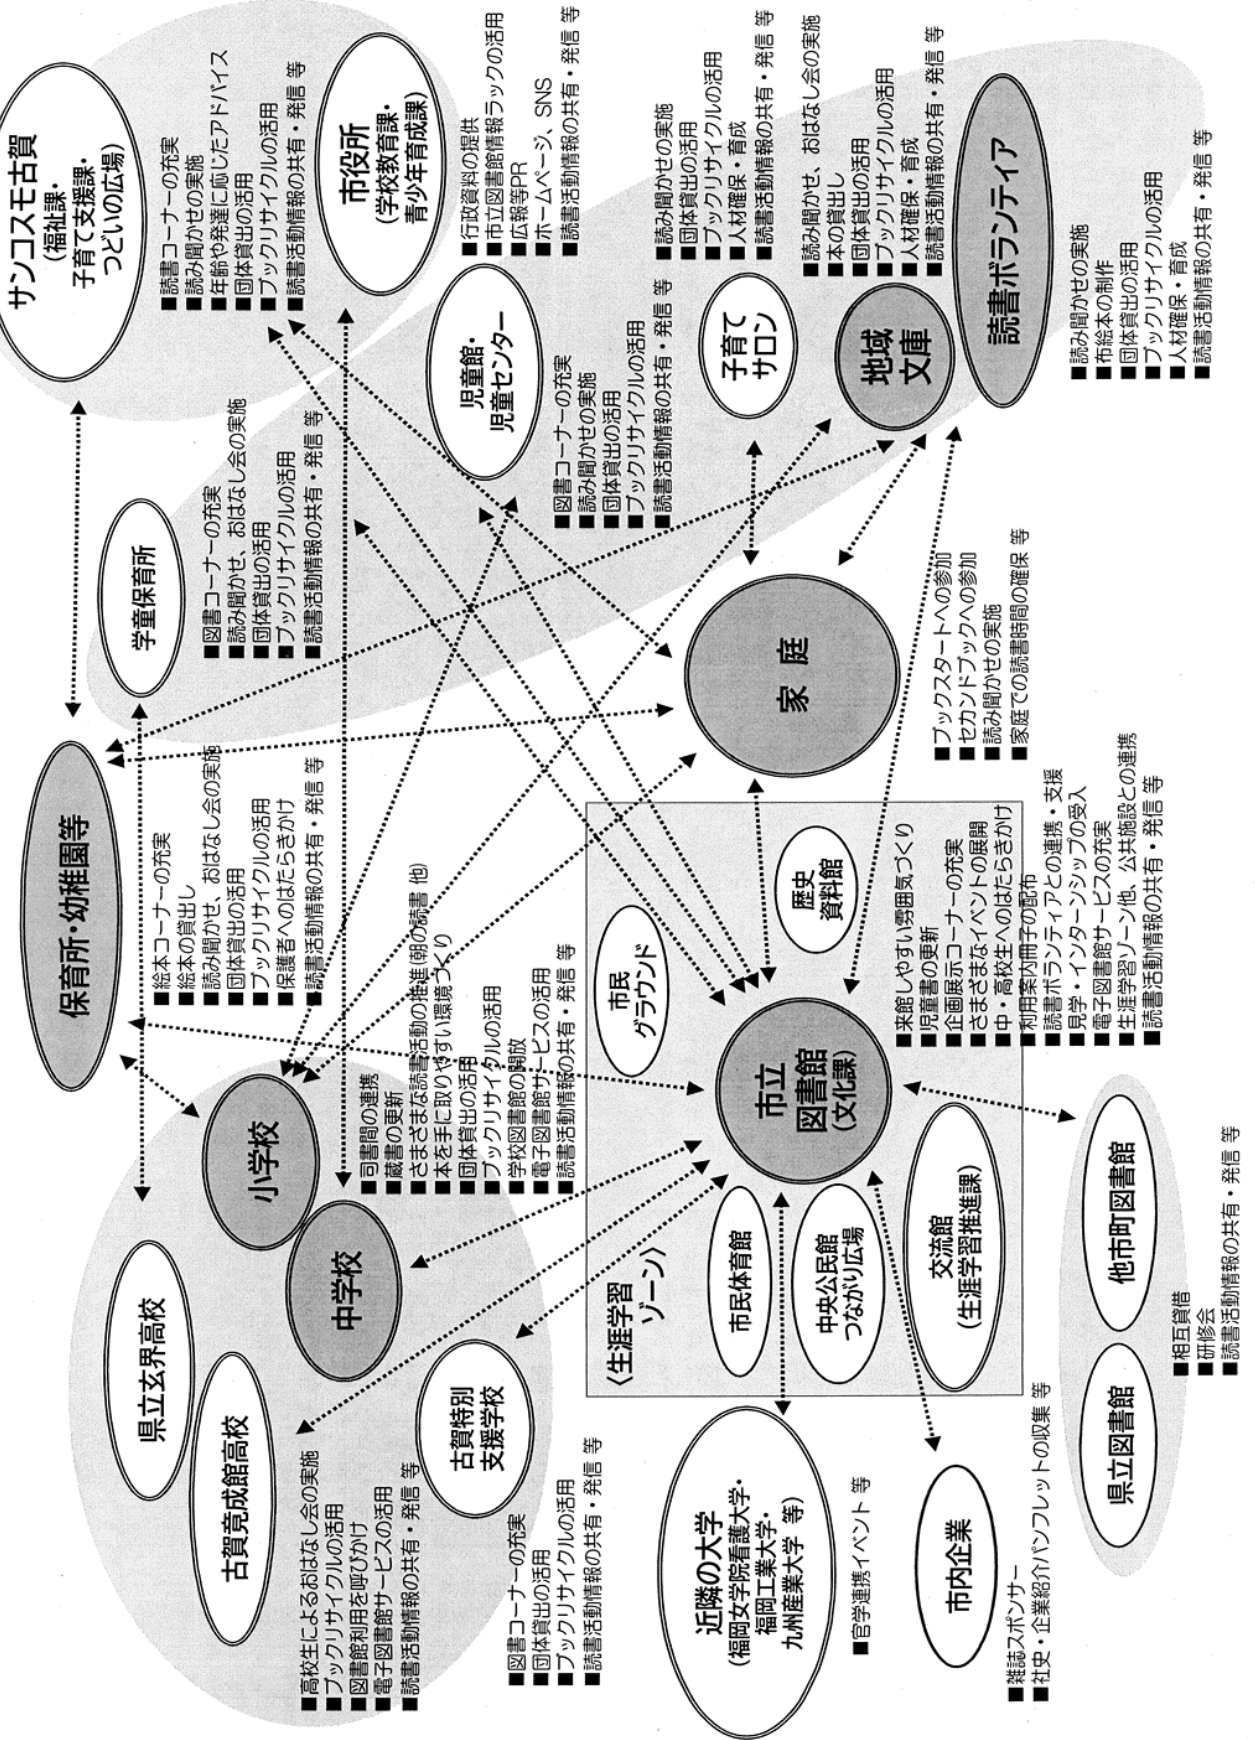 サンコスモ古賀
(福祉課・
子育て支援課・
つどいの広場)
■読書コーナーの充実
■読み聞かせの実施
■年齢や発達に応じたアドバイス
■団体貸出の活用
■ブックリサイクルの活用
■読書活動情報の共有・発信 等
市役所
(学校教育課・
青少年育成課)
■行政資料の提供
■市立図書館情報ラックの活用
■広報等PR
■ホームページ、SNS
■読書活動情報の共有・発信 等
保育所・幼稚園等
■絵本コーナーの充実
■絵本の貸出し
■読み聞かせ、おはなし会の実施
■団体貸出の活用
■ブックリサイクルの活用
■保護者へのはたらきかけ
■読書活動情報の共有・発信 等
学童保育所
■図書コーナーの充実
■読み聞かせ、おはなし会の実施
■団体貸出の活用
■ブックリサイクルの活用
■読書活動情報の共有・発信 等
児童館・
児童センター
■図書コーナーの充実
■読み聞かせの実施
■団体貸出の活用
■ブックリサイクルの活用
■読書活動情報の共有・発信 等
子育て
サロン
■読み聞かせの実施
■団体貸出の活用
■ブックリサイクルの活用
■人材確保・育成
■読書活動情報の共有・発信 等
地域
文庫
■読み聞かせ、おはなし会の実施
■本の貸出し
■団体貸出の活用
■ブックリサイクルの活用
■人材確保・育成
■読書活動情報の共有・発信 等
読書ボランティア
■読み聞かせの実施
■布絵本の制作
■団体貸出の活用
■ブックリサイクルの活用
■人材確保・育成
■読書活動情報の共有・発信 等
県立玄界高校
古賀竟成館高校
■高校生によるおはなし会の実施
■ブックリサイクルの活用
■図書館利用を呼びかけ
■電子図書館サービスの活用
■読書活動情報の共有・発信 等
小学校
中学校
■司書間の連携
■蔵書の更新
■さまざまな読書活動の推進(朝の読書 他)
■本を手に取りやすい環境づくり
■団体貸出の活用
■ブックリサイクルの活用
■学校図書館の開放
■電子図書館サービスの活用
■読書活動情報の共有・発信 等
古賀特別
支援学校
■図書コーナーの充実
■団体貸出の活用
■ブックリサイクルの活用
■読書活動情報の共有・発信 等
家庭
■ブックスタートへの参加
■セカンドブックへの参加
■読み聞かせの実施
■家庭での読書時間の確保 等
〈生涯学習
ゾーン〉
市民
グラウンド
歴史
資料館
市民体育館
中央公民館
つながり広場
交流館
(生涯学習推進課)
市立
図書館
(文化課)
■来館しやすい雰囲気づくり
■児童書の更新
■企画展示コーナーの充実
■さまざまなイベントの展開
■中・高校生へのはたらきかけ
■利用案内冊子の配布
■読書ボランティアとの連携・支援
■見学・インターンシップの受入
■電子図書館サービスの充実
■生涯学習ゾーン他、公共施設との連携
■読書活動情報の共有・発信 等
近隣の大学
(福岡女学院看護大学・
福岡工業大学・
九州産業大学 等)
■官学連携イベント 等
市内企業
■雑誌スポンサー
■社史・企業紹介パンフレットの収集 等
県立図書館
他市町図書館
■相互貸借
■研修会
■読書活動情報の共有・発信 等